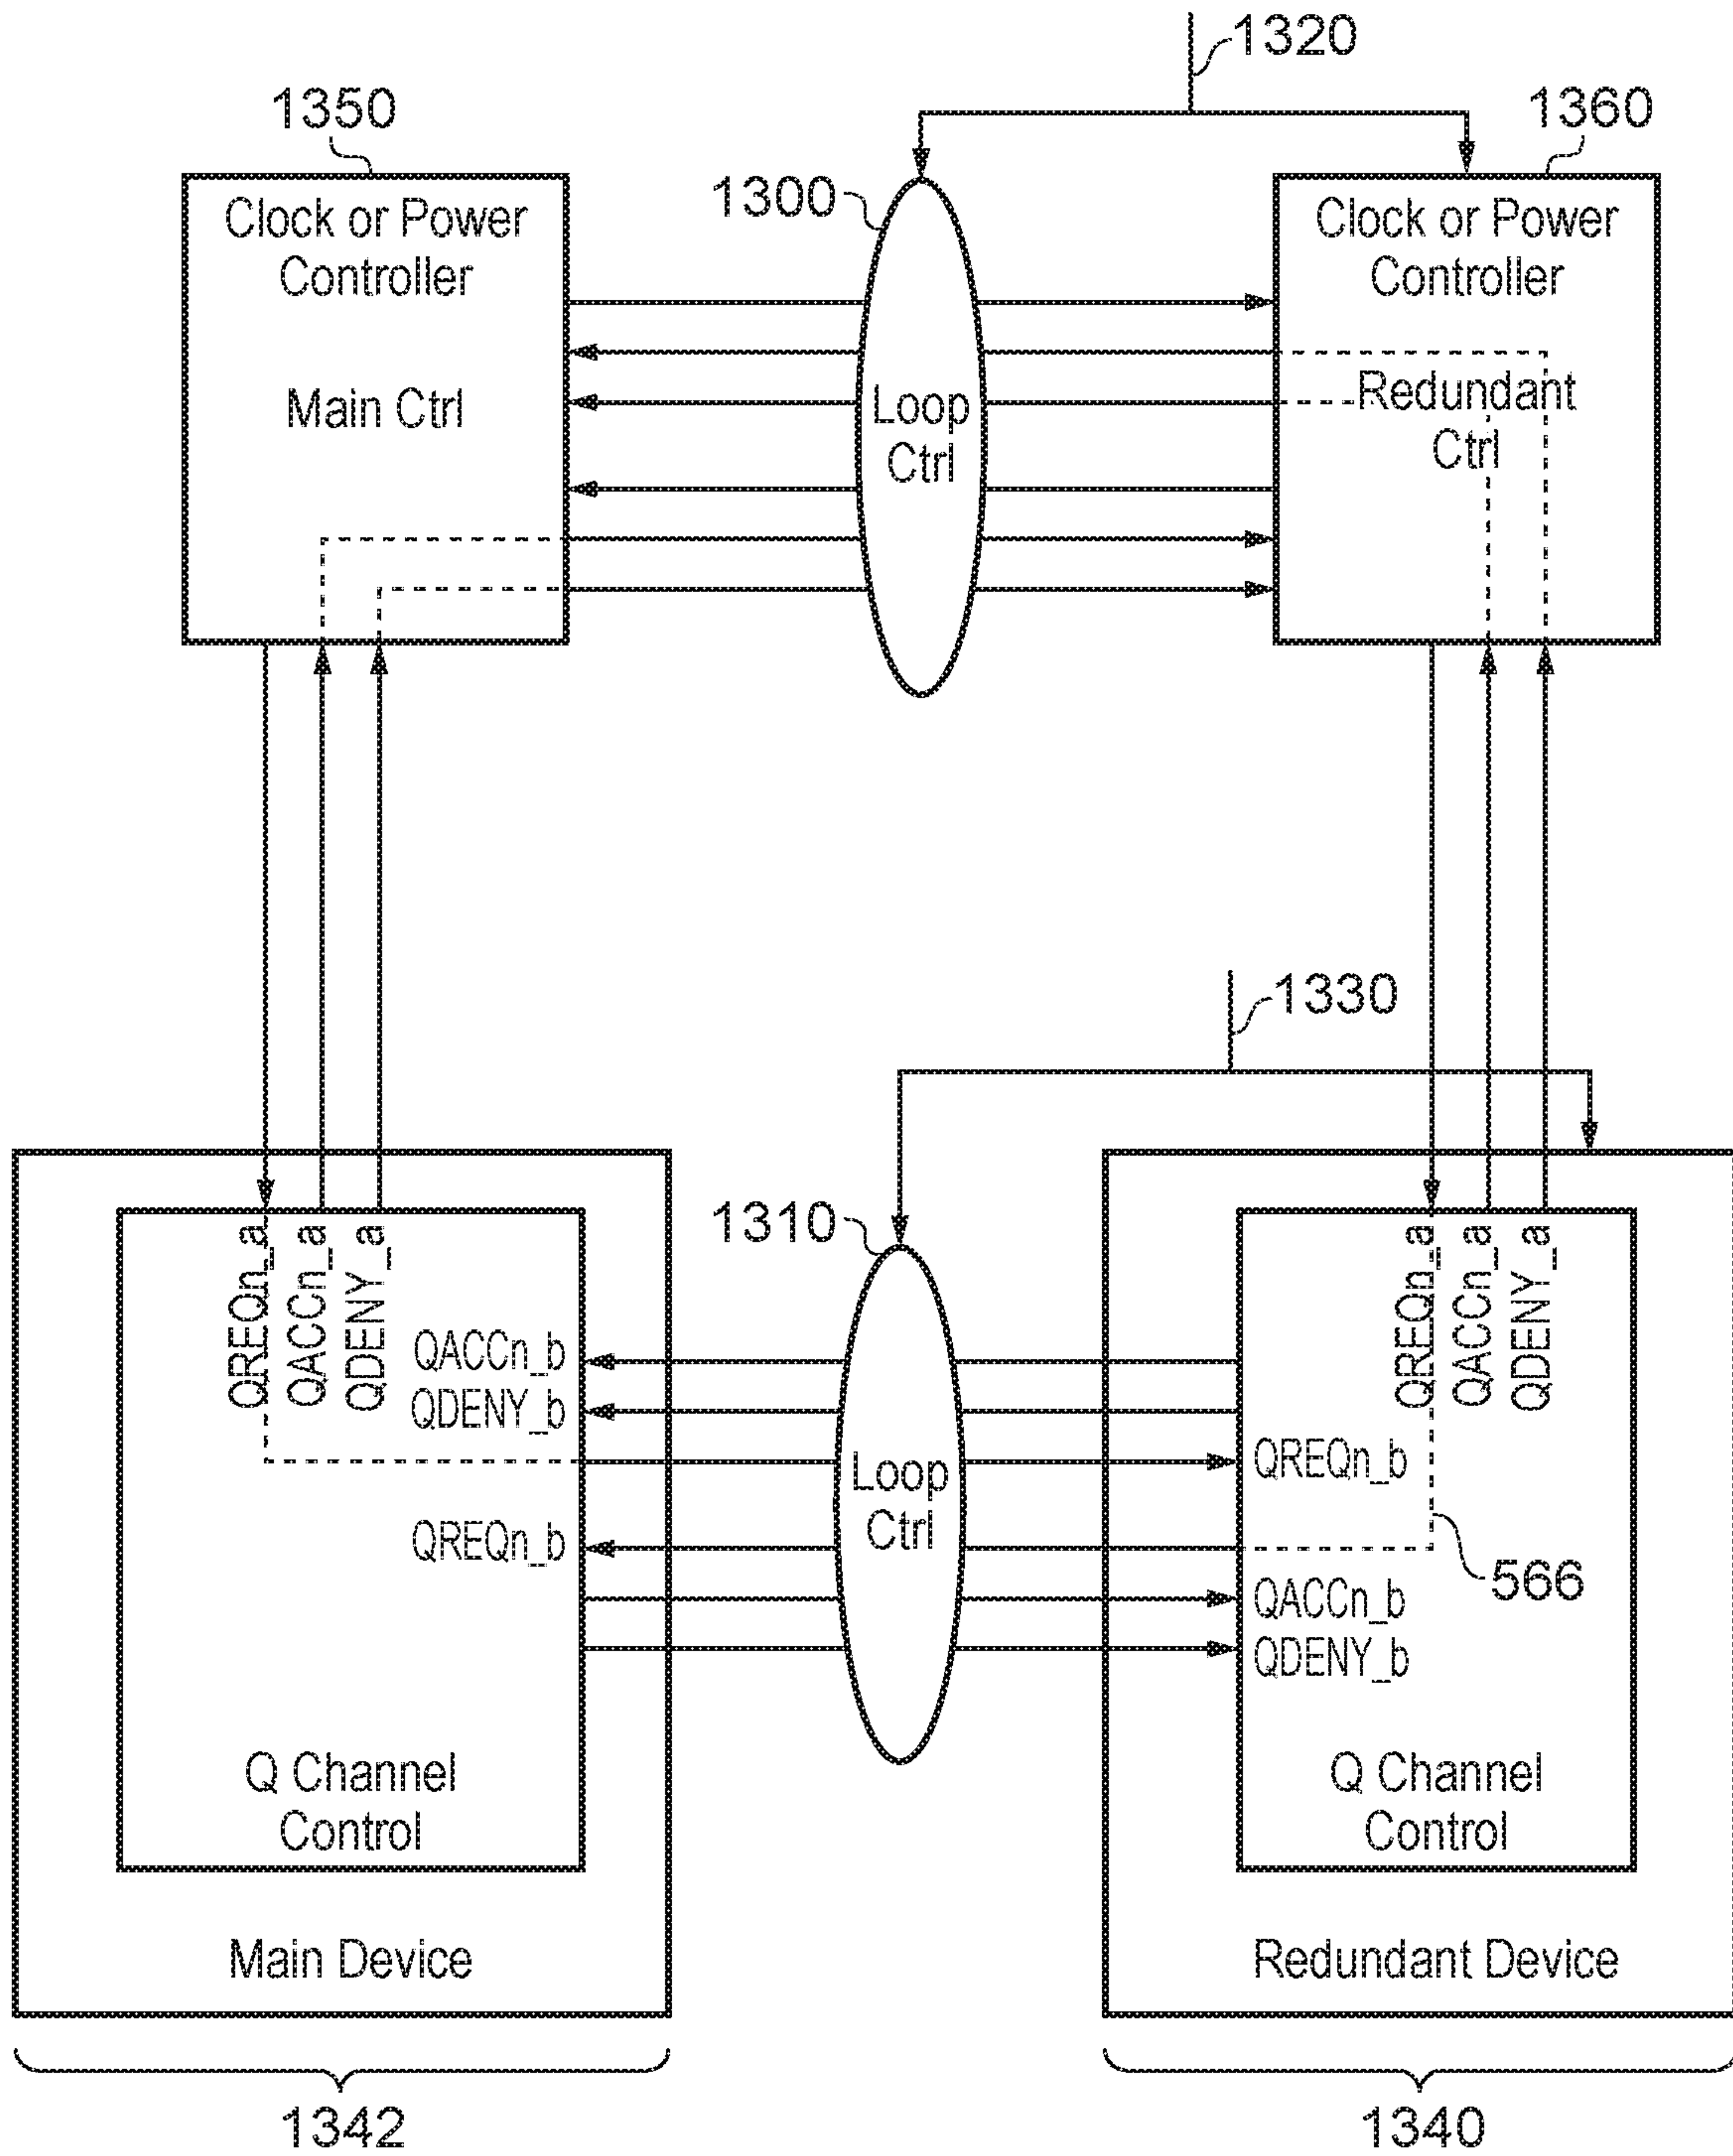 1320
1350
1360
1300
Clock or Power
Controller
Main Ctrl
Loop
Ctrl
Clock or Power
Controller
Redundant
Ctrl
1330
1310
QREQn_a
QACCn_a
QDENY_a
QACCn_b
QDENY_b
QREQn_b
Q Channel
Control
Main Device
1342
Loop
Ctrl
QREQn_a
QACCn_a
QDENY_a
QREQn_b
566
QACCn_b
QDENY_b
Q Channel
Control
Redundant Device
1340